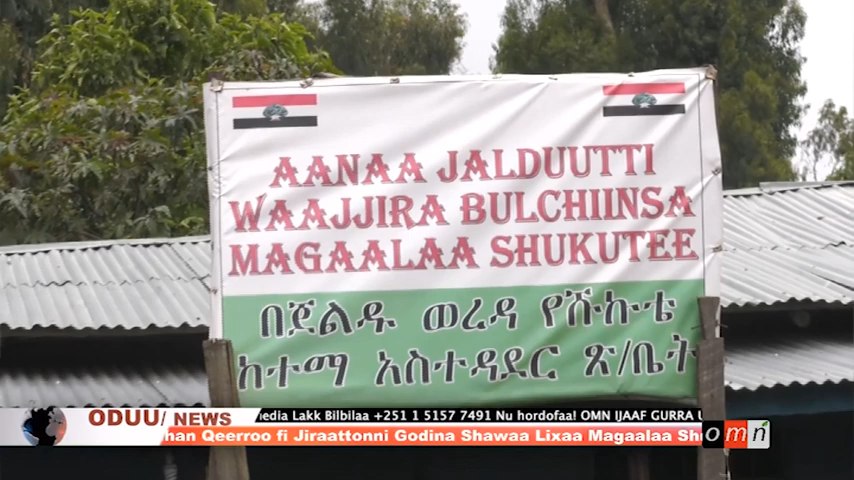 AANAA JALDUUTTI
WAAJJIRA BULCHIINSA
MAGAALAA SHUKUTEE
በጀልዱ ወረዳ የሹኩቴ
ከተማ አስተዳደር ጽ/ቤት
ODUU/ NEWS
Lakk Bilbilaa +251 1 5157 7491 Nu hordofaa! OMN IJAAF GURRA
Qeerroo fi Jiraattonni Godina Shawaa Lixaa Magaalaa
omn